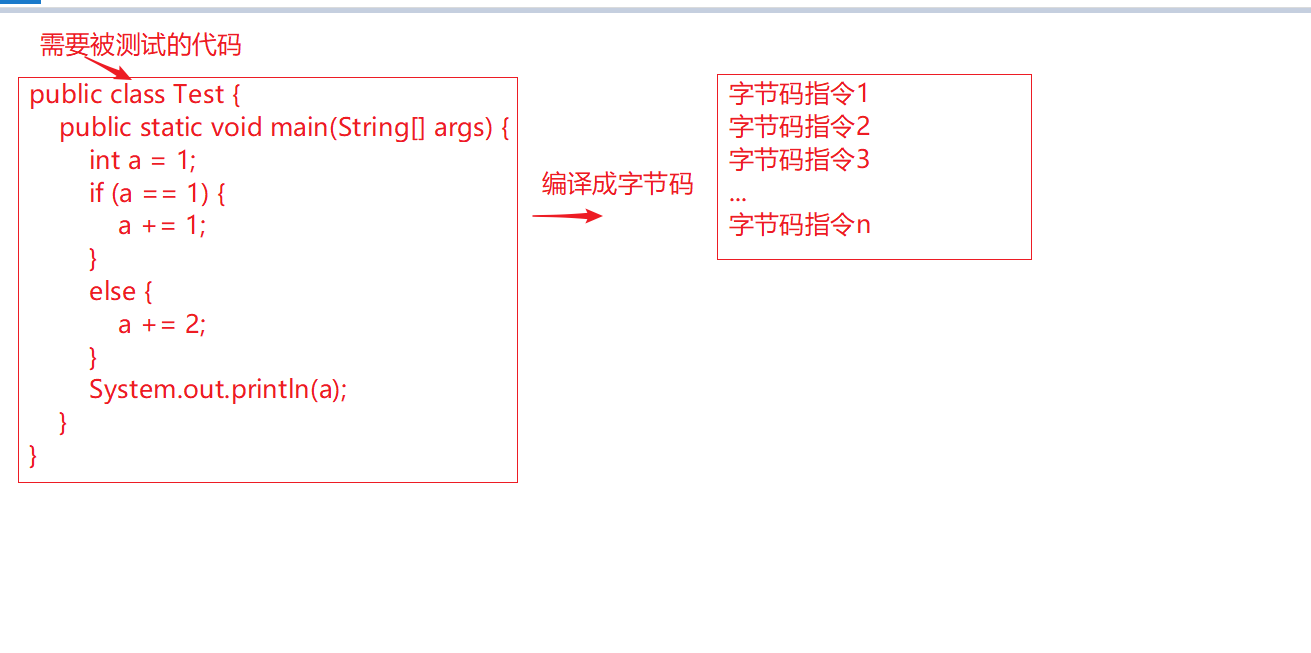 需要被测试的代码
public class Test {
public static void main(String[] args) {
int a = 1;
if (a == 1) {
a += 1;
}
else {
a += 2;
}
System.out.println(a);
}
}
编译成字节码
字节码指令1
字节码指令2
字节码指令3
...
字节码指令n